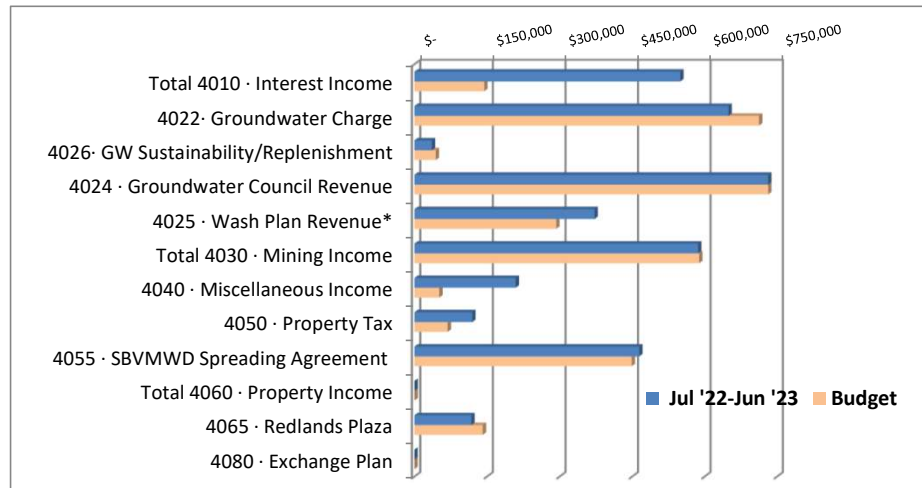 $- $150,000 $300,000 $450,000 $600,000 $750,000
Total 4010 · Interest Income
4022· Groundwater Charge
4026· GW Sustainability/Replenishment
4024 · Groundwater Council Revenue
4025 · Wash Plan Revenue*
Total 4030 · Mining Income
4040 · Miscellaneous Income
4050 · Property Tax
4055 · SBVMWD Spreading Agreement
Total 4060 · Property Income
Jul '22-Jun '23 Budget
4065 · Redlands Plaza
4080 · Exchange Plan